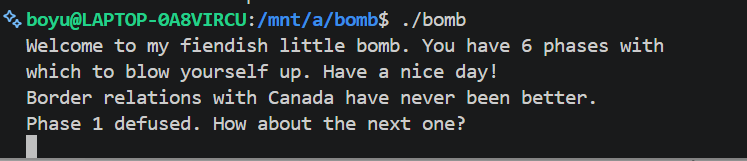 boyu@LAPTOP-0A8VIRCU:/mnt/a/bomb$ ./bomb
Welcome to my fiendish little bomb. You have 6 phases with
which to blow yourself up. Have a nice day!
Border relations with Canada have never been better.
Phase 1 defused. How about the next one?